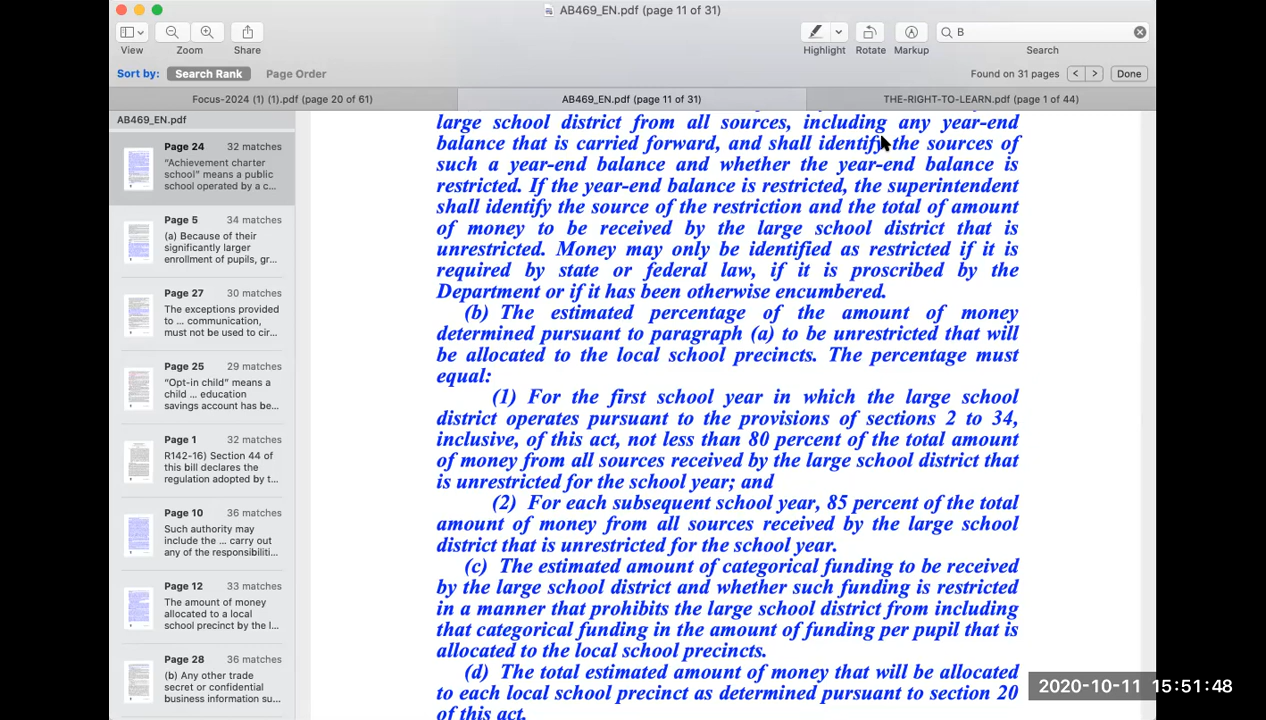 AB469_EN.pdf (page 11 of 31)
View
Zoom
Share
Highlight
Rotate
Markup
B
Search
Sort by:
Search Rank
Page Order
Found on 31 pages
<
>
Done
Focus-2024 (1) (1).pdf (page 20 of 61)
AB469_EN.pdf (page 11 of 31)
THE-RIGHT-TO-LEARN.pdf (page 1 of 44)
AB469_EN.pdf
Page 24 32 matches
“Achievement charter
school” means a public
school operated by a c...
Page 5 34 matches
(a) Because of their
significantly larger
enrollment of pupils, gr...
Page 27 30 matches
The exceptions provided
to ... communication,
must not be used to cir...
Page 25 29 matches
“Opt-in child” means a
child ... education
savings account has be...
Page 1 32 matches
R142-16) Section 44 of
this bill declares the
regulation adopted by t...
Page 10 36 matches
Such authority may
include the ... carry out
any of the responsibiliti...
Page 12 33 matches
The amount of money
allocated to a local
school precinct by the l...
Page 28 36 matches
(b) Any other trade
secret or confidential
business information su...
large school district from all sources, including any year-end
balance that is carried forward, and shall identify the sources of
such a year-end balance and whether the year-end balance is
restricted. If the year-end balance is restricted, the superintendent
shall identify the source of the restriction and the total of amount
of money to be received by the large school district that is
unrestricted. Money may only be identified as restricted if it is
required by state or federal law, if it is proscribed by the
Department or if it has been otherwise encumbered.
(b) The estimated percentage of the amount of money
determined pursuant to paragraph (a) to be unrestricted that will
be allocated to the local school precincts. The percentage must
equal:
(1) For the first school year in which the large school
district operates pursuant to the provisions of sections 2 to 34,
inclusive, of this act, not less than 80 percent of the total amount
of money from all sources received by the large school district that
is unrestricted for the school year; and
(2) For each subsequent school year, 85 percent of the total
amount of money from all sources received by the large school
district that is unrestricted for the school year.
(c) The estimated amount of categorical funding to be received
by the large school district and whether such funding is restricted
in a manner that prohibits the large school district from including
that categorical funding in the amount of funding per pupil that is
allocated to the local school precincts.
(d) The total estimated amount of money that will be allocated
to each local school precinct as determined pursuant to section 20
of this act.
2020-10-11 15:51:48